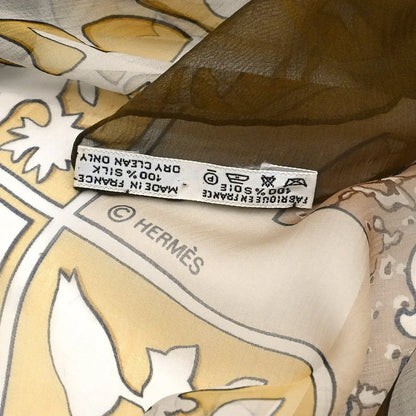 FABRIQUE EN FRANCE
100% SOIE
MADE IN FRANCE
100% SILK
DRY CLEAN ONLY
© HERMÈS